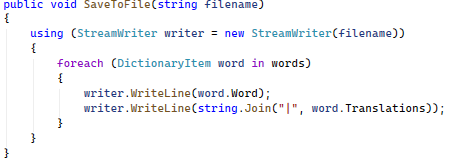 public void SaveToFile(string filename)
{
    using (StreamWriter writer = new StreamWriter(filename))
    {
        foreach (DictionaryItem word in words)
        {
            writer.WriteLine(word.Word);
            writer.WriteLine(string.Join("|", word.Translations));
        }
    }
}